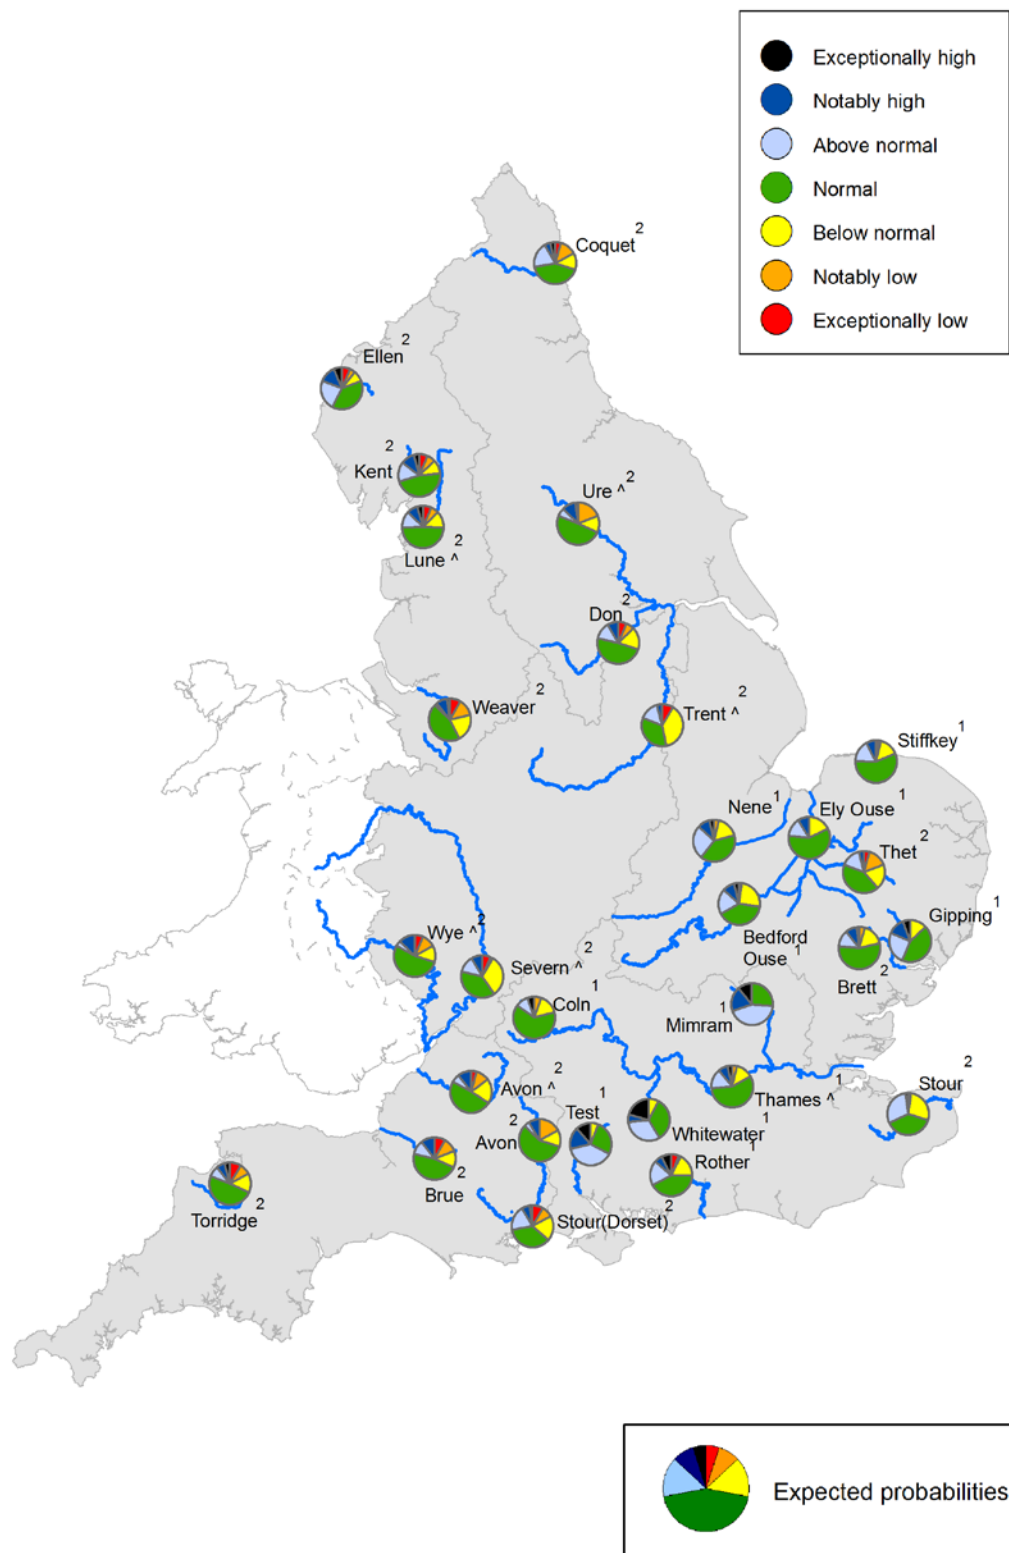 Exceptionally high
Notably high
Above normal
Normal
Below normal
Notably low
Exceptionally low
Coquet 2
Ellen 2
Kent 2
Ure ^ 2
Lune ^ 2
Don 2
Weaver 2
Trent ^ 2
Stiffkey 1
Nene 1
Ely Ouse 1
Thet 2
Gipping 1
Wye ^ 2
Bedford
Ouse 1
Severn ^ 2
Brett 2
Coln 1
Mimram 1
Avon ^ 2
Thames ^ 1
Stour 2
Test 1
Avon 2
Whitewater 1
Rother 1
Brue 2
Torridge 2
Stour(Dorset) 2
Expected probabilities